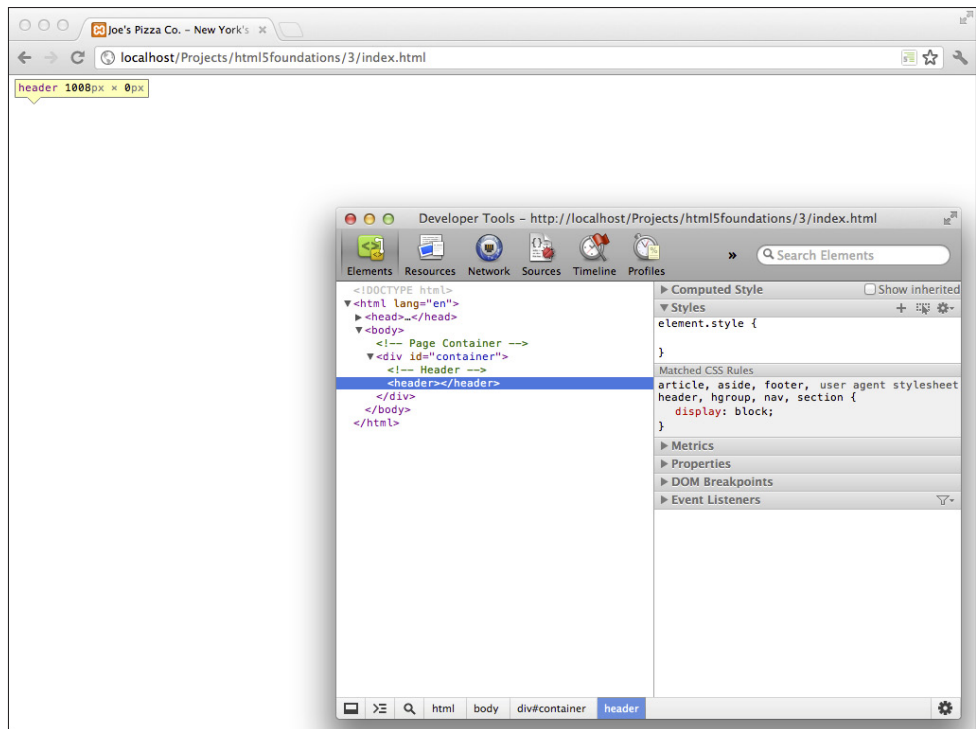 Joe's Pizza Co. – New York's
localhost/Projects/html5foundations/3/index.html
header 1008px × 0px
Developer Tools – http://localhost/Projects/html5foundations/3/index.html
Elements Resources Network Sources Timeline Profiles » Search Elements
<!DOCTYPE html>
▼<html lang="en">
▶<head>…</head>
▼<body>
<!-- Page Container -->
▼<div id="container">
<!-- Header -->
<header></header>
</div>
</body>
</html>
▶ Computed Style Show inherited
▼ Styles
element.style {
}
Matched CSS Rules
article, aside, footer, user agent stylesheet
header, hgroup, nav, section {
display: block;
}
▶ Metrics
▶ Properties
▶ DOM Breakpoints
▶ Event Listeners
html body div#container header